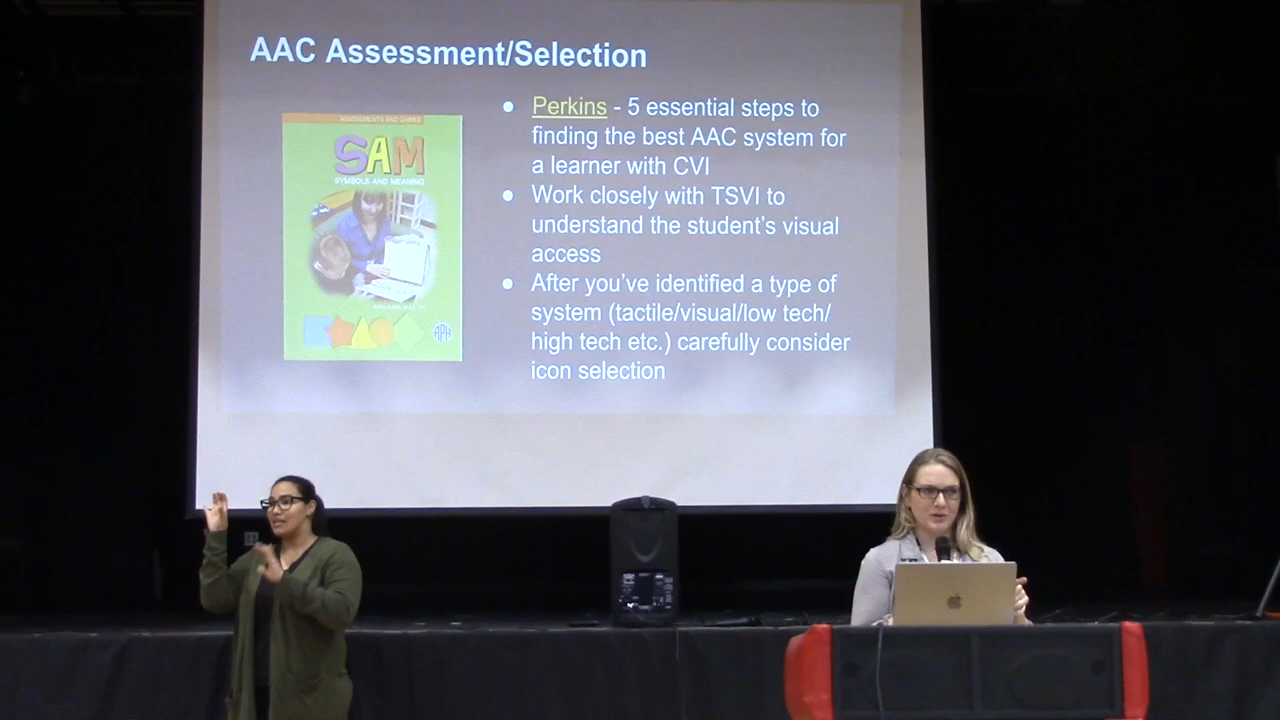 AAC Assessment/Selection
ASSESSMENTS AND GAMES
SAM
SYMBOLS AND MEANING
APH
● Perkins - 5 essential steps to
finding the best AAC system for
a learner with CVI
● Work closely with TSVI to
understand the student's visual
access
● After you've identified a type of
system (tactile/visual/low tech/
high tech etc.) carefully consider
icon selection